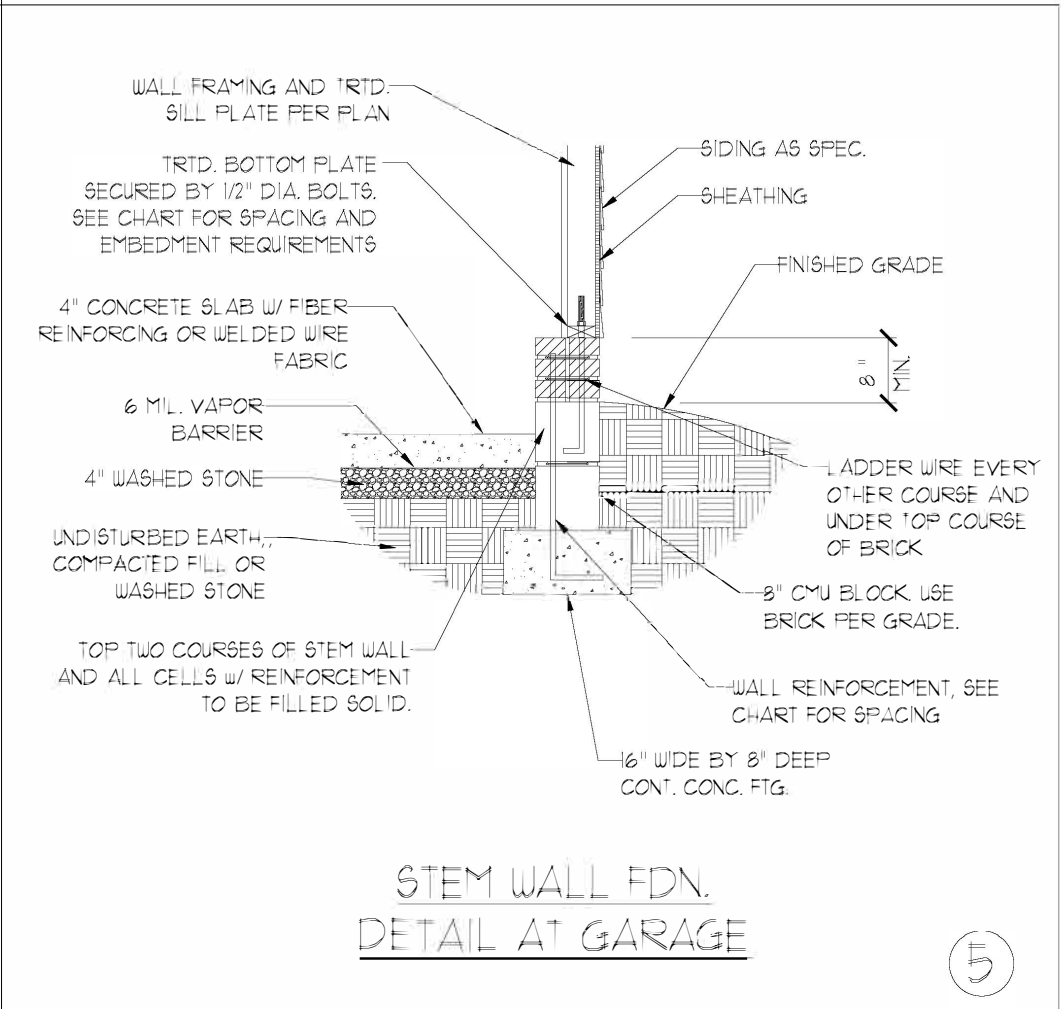 WALL FRAMING AND TRTD.
SILL PLATE PER PLAN
TRTD. BOTTOM PLATE
SECURED BY 1/2" DIA. BOLTS.
SEE CHART FOR SPACING AND
EMBEDMENT REQUIREMENTS
4" CONCRETE SLAB W/ FIBER
REINFORCING OR WELDED WIRE
FABRIC
6 MIL. VAPOR
BARRIER
4" WASHED STONE
UNDISTURBED EARTH,
COMPACTED FILL OR
WASHED STONE
TOP TWO COURSES OF STEM WALL
AND ALL CELLS w/ REINFORCEMENT
TO BE FILLED SOLID.
SIDING AS SPEC.
SHEATHING
FINISHED GRADE
8"
MIN.
LADDER WIRE EVERY
OTHER COURSE AND
UNDER TOP COURSE
OF BRICK
8" CMU BLOCK. USE
BRICK PER GRADE.
WALL REINFORCEMENT, SEE
CHART FOR SPACING
16" WIDE BY 8" DEEP
CONT. CONC. FTG.
STEM WALL FDN.
DETAIL AT GARAGE
5